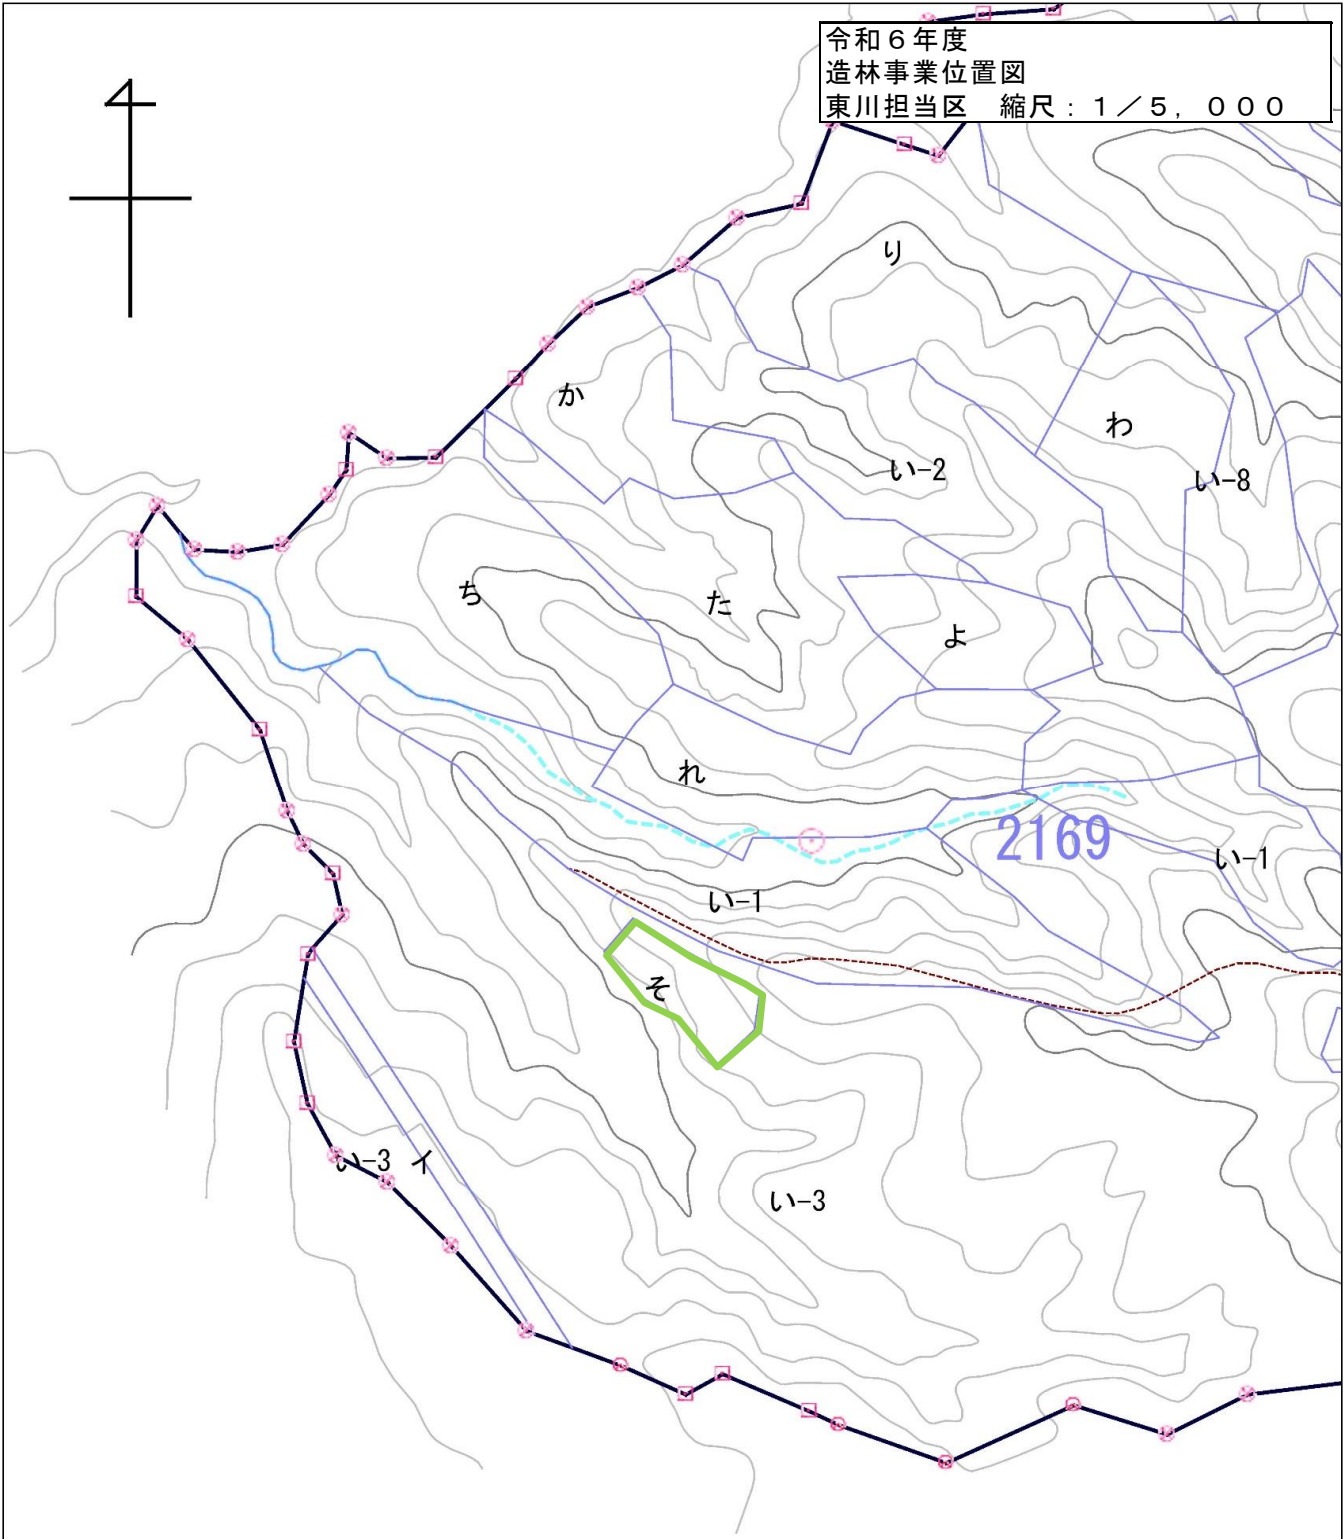 令和６年度
造林事業位置図
東川担当区　縮尺：１／５，０００
り
か
わ
い-2
い-8
ち
た
よ
れ
2169
い-1
い-1
そ
い-3
イ
い-3